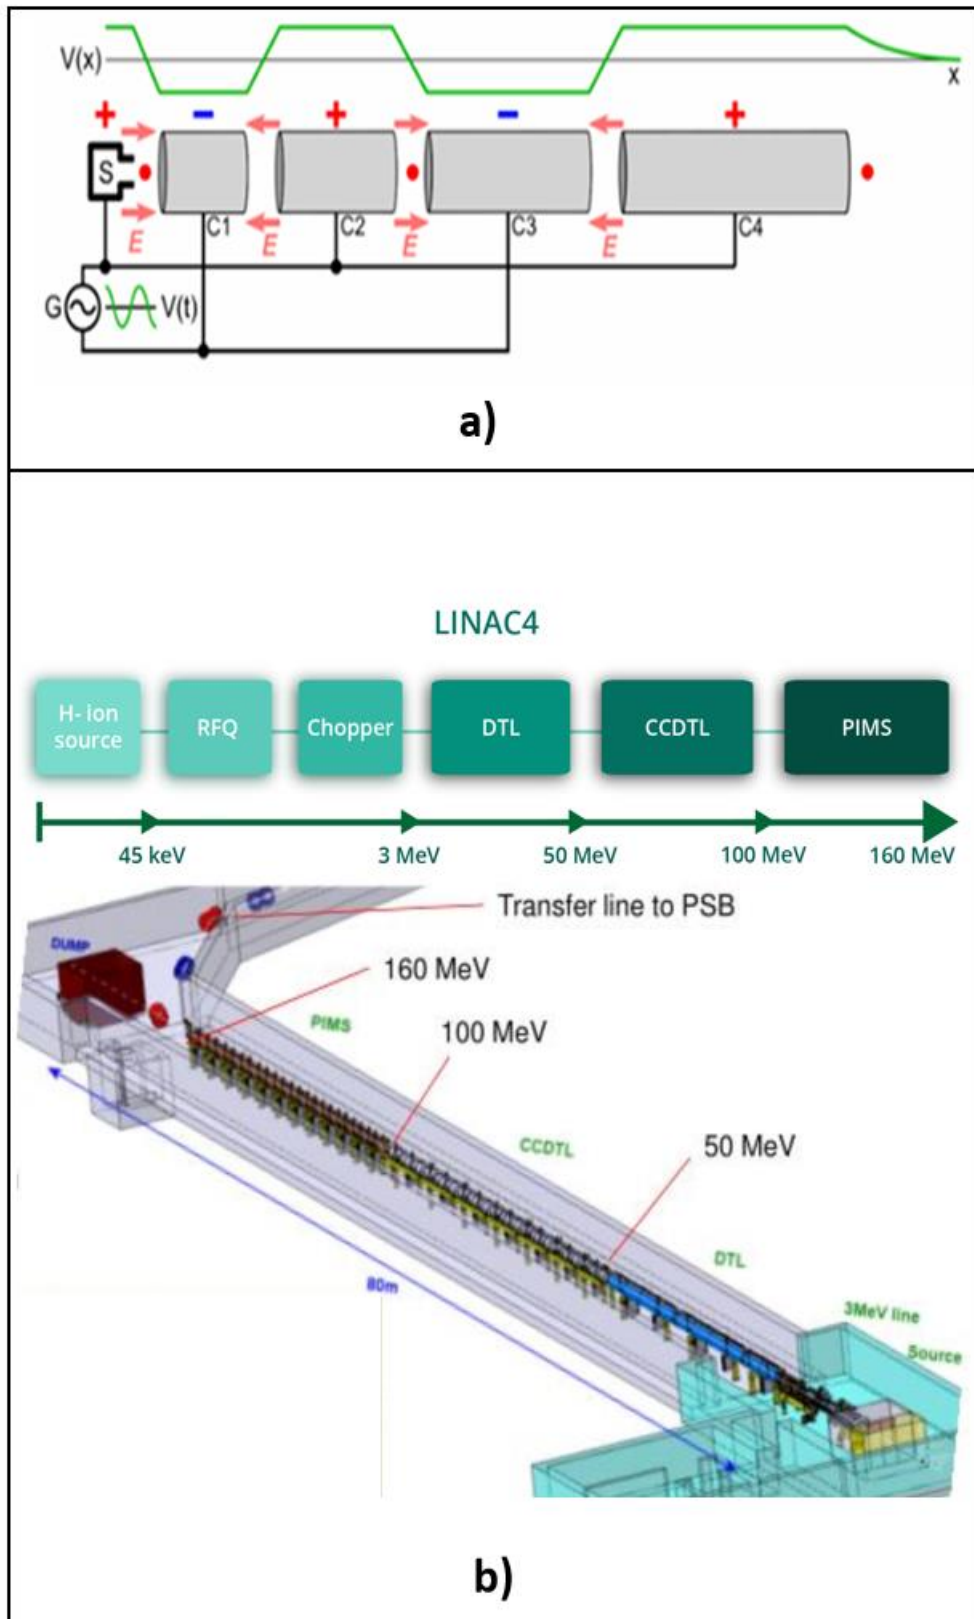 V(x)
x
+ − + − +
S
C1
C2
C3
C4
E
E
E
E
G
V(t)
a)
LINAC4
H- ion
source
RFQ
Chopper
DTL
CCDTL
PIMS
45 keV
3 MeV
50 MeV
100 MeV
160 MeV
Transfer line to PSB
DUMP
160 MeV
PIMS
100 MeV
CCDTL
50 MeV
DTL
80m
3MeV line
Source
b)